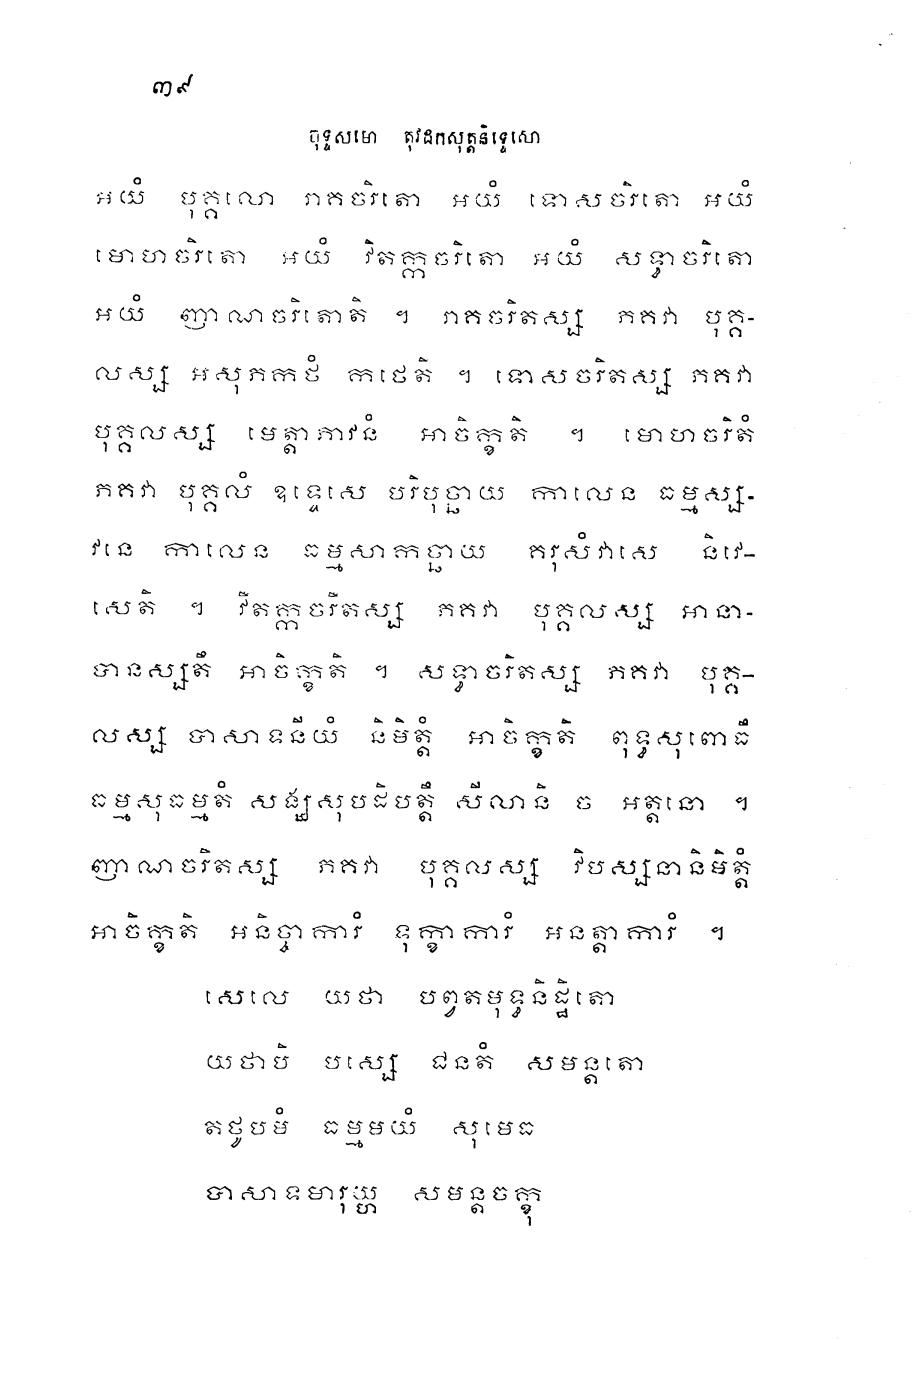 ៣៩
ចុទ្ទសមោ តុវដកសុត្តនិទ្ទេសោ
អយំ បុគ្គលោ រាគចរិតោ អយំ ទោសចរិតោ អយំ
មោហចរិតោ អយំ វិតក្កចរិតោ អយំ សទ្ធាចរិតោ
អយំ ញាណចរិតោតិ ។ រាគចរិតស្ស ភគវា បុគ្គ-
លស្ស អសុភកថំ កថេតិ ។ ទោសចរិតស្ស ភគវា
បុគ្គលស្ស មេត្តាភាវនំ អាចិក្ខតិ ។ មោហចរិតំ
ភគវា បុគ្គលំ ឧទ្ទេសេ បរិបុច្ឆាយ កាលេន ធម្មស្ស-
វនេ កាលេន ធម្មសាកច្ឆាយ គរុសំវាសេ និវេ-
សេតិ ។ វិតក្កចរិតស្ស ភគវា បុគ្គលស្ស អានា-
បានស្សតឹ អាចិក្ខតិ ។ សទ្ធាចរិតស្ស ភគវា បុគ្គ-
លស្ស បាសាទនីយំ និមិត្តំ អាចិក្ខតិ ពុទ្ធសុពោធឹ
ធម្មសុធម្មតំ សង្ឃសុបដិបត្តឹ សីលានិ ច អត្តនោ ។
ញាណចរិតស្ស ភគវា បុគ្គលស្ស វិបស្សនានិមិត្តំ
អាចិក្ខតិ អនិច្ចាការំ ទុក្ខាការំ អនត្តាការំ ។
សេលេ យថា បព្វតមុទ្ធនិដ្ឋិតោ
យថាបិ បស្សេ ជនតំ សមន្តតោ
តថូបមំ ធម្មមយំ សុមេធ
បាសាទមារុយ្ហ សមន្តចក្ខុ